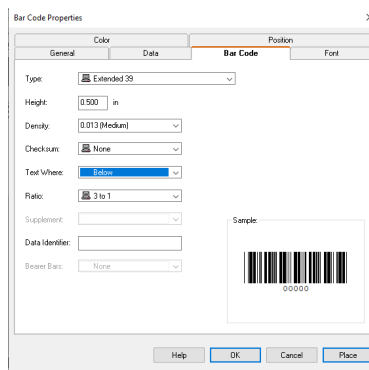 Bar Code Properties
Color Position
General Data Bar Code Font
Type: Extended 39
Height: 0.500 in
Density: 0.013 (Medium)
Checksum: None
Text Where: Below
Ratio: 3 to 1
Supplement:
Data Identifier:
Bearer Bars: None
Sample:
00000
Help OK Cancel Place